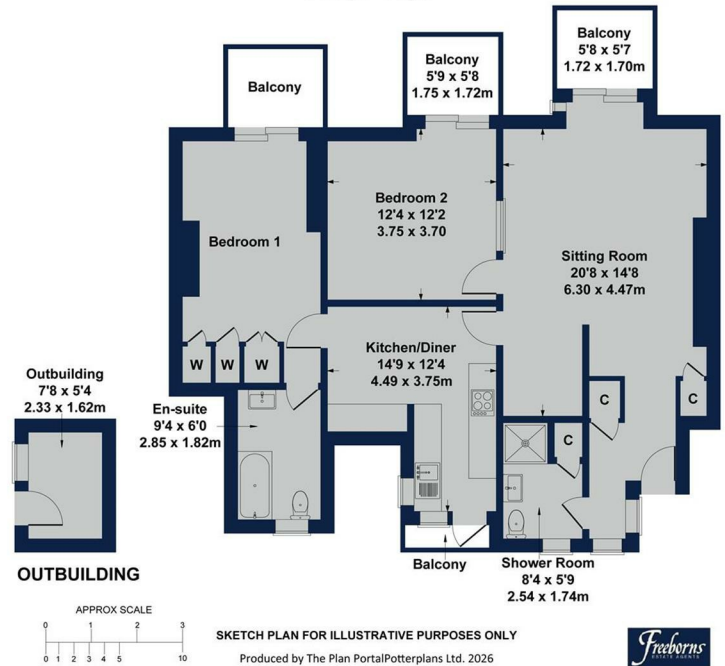 Balcony
5'8 x 5'7
1.72 x 1.70m
Balcony
5'9 x 5'8
1.75 x 1.72m
Balcony
Bedroom 2
12'4 x 12'2
3.75 x 3.70
Bedroom 1
Sitting Room
20'8 x 14'8
6.30 x 4.47m
Kitchen/Diner
14'9 x 12'4
4.49 x 3.75m
W
W
W
Outbuilding
7'8 x 5'4
2.33 x 1.62m
C
C
En-suite
9'4 x 6'0
2.85 x 1.82m
C
Balcony
Shower Room
8'4 x 5'9
2.54 x 1.74m
OUTBUILDING
APPROX SCALE
0 1 2 3
0 1 2 3 4 5 10
SKETCH PLAN FOR ILLUSTRATIVE PURPOSES ONLY
Produced by The Plan PortalPotterplans Ltd. 2026
Freeborns
ESTATE AGENTS